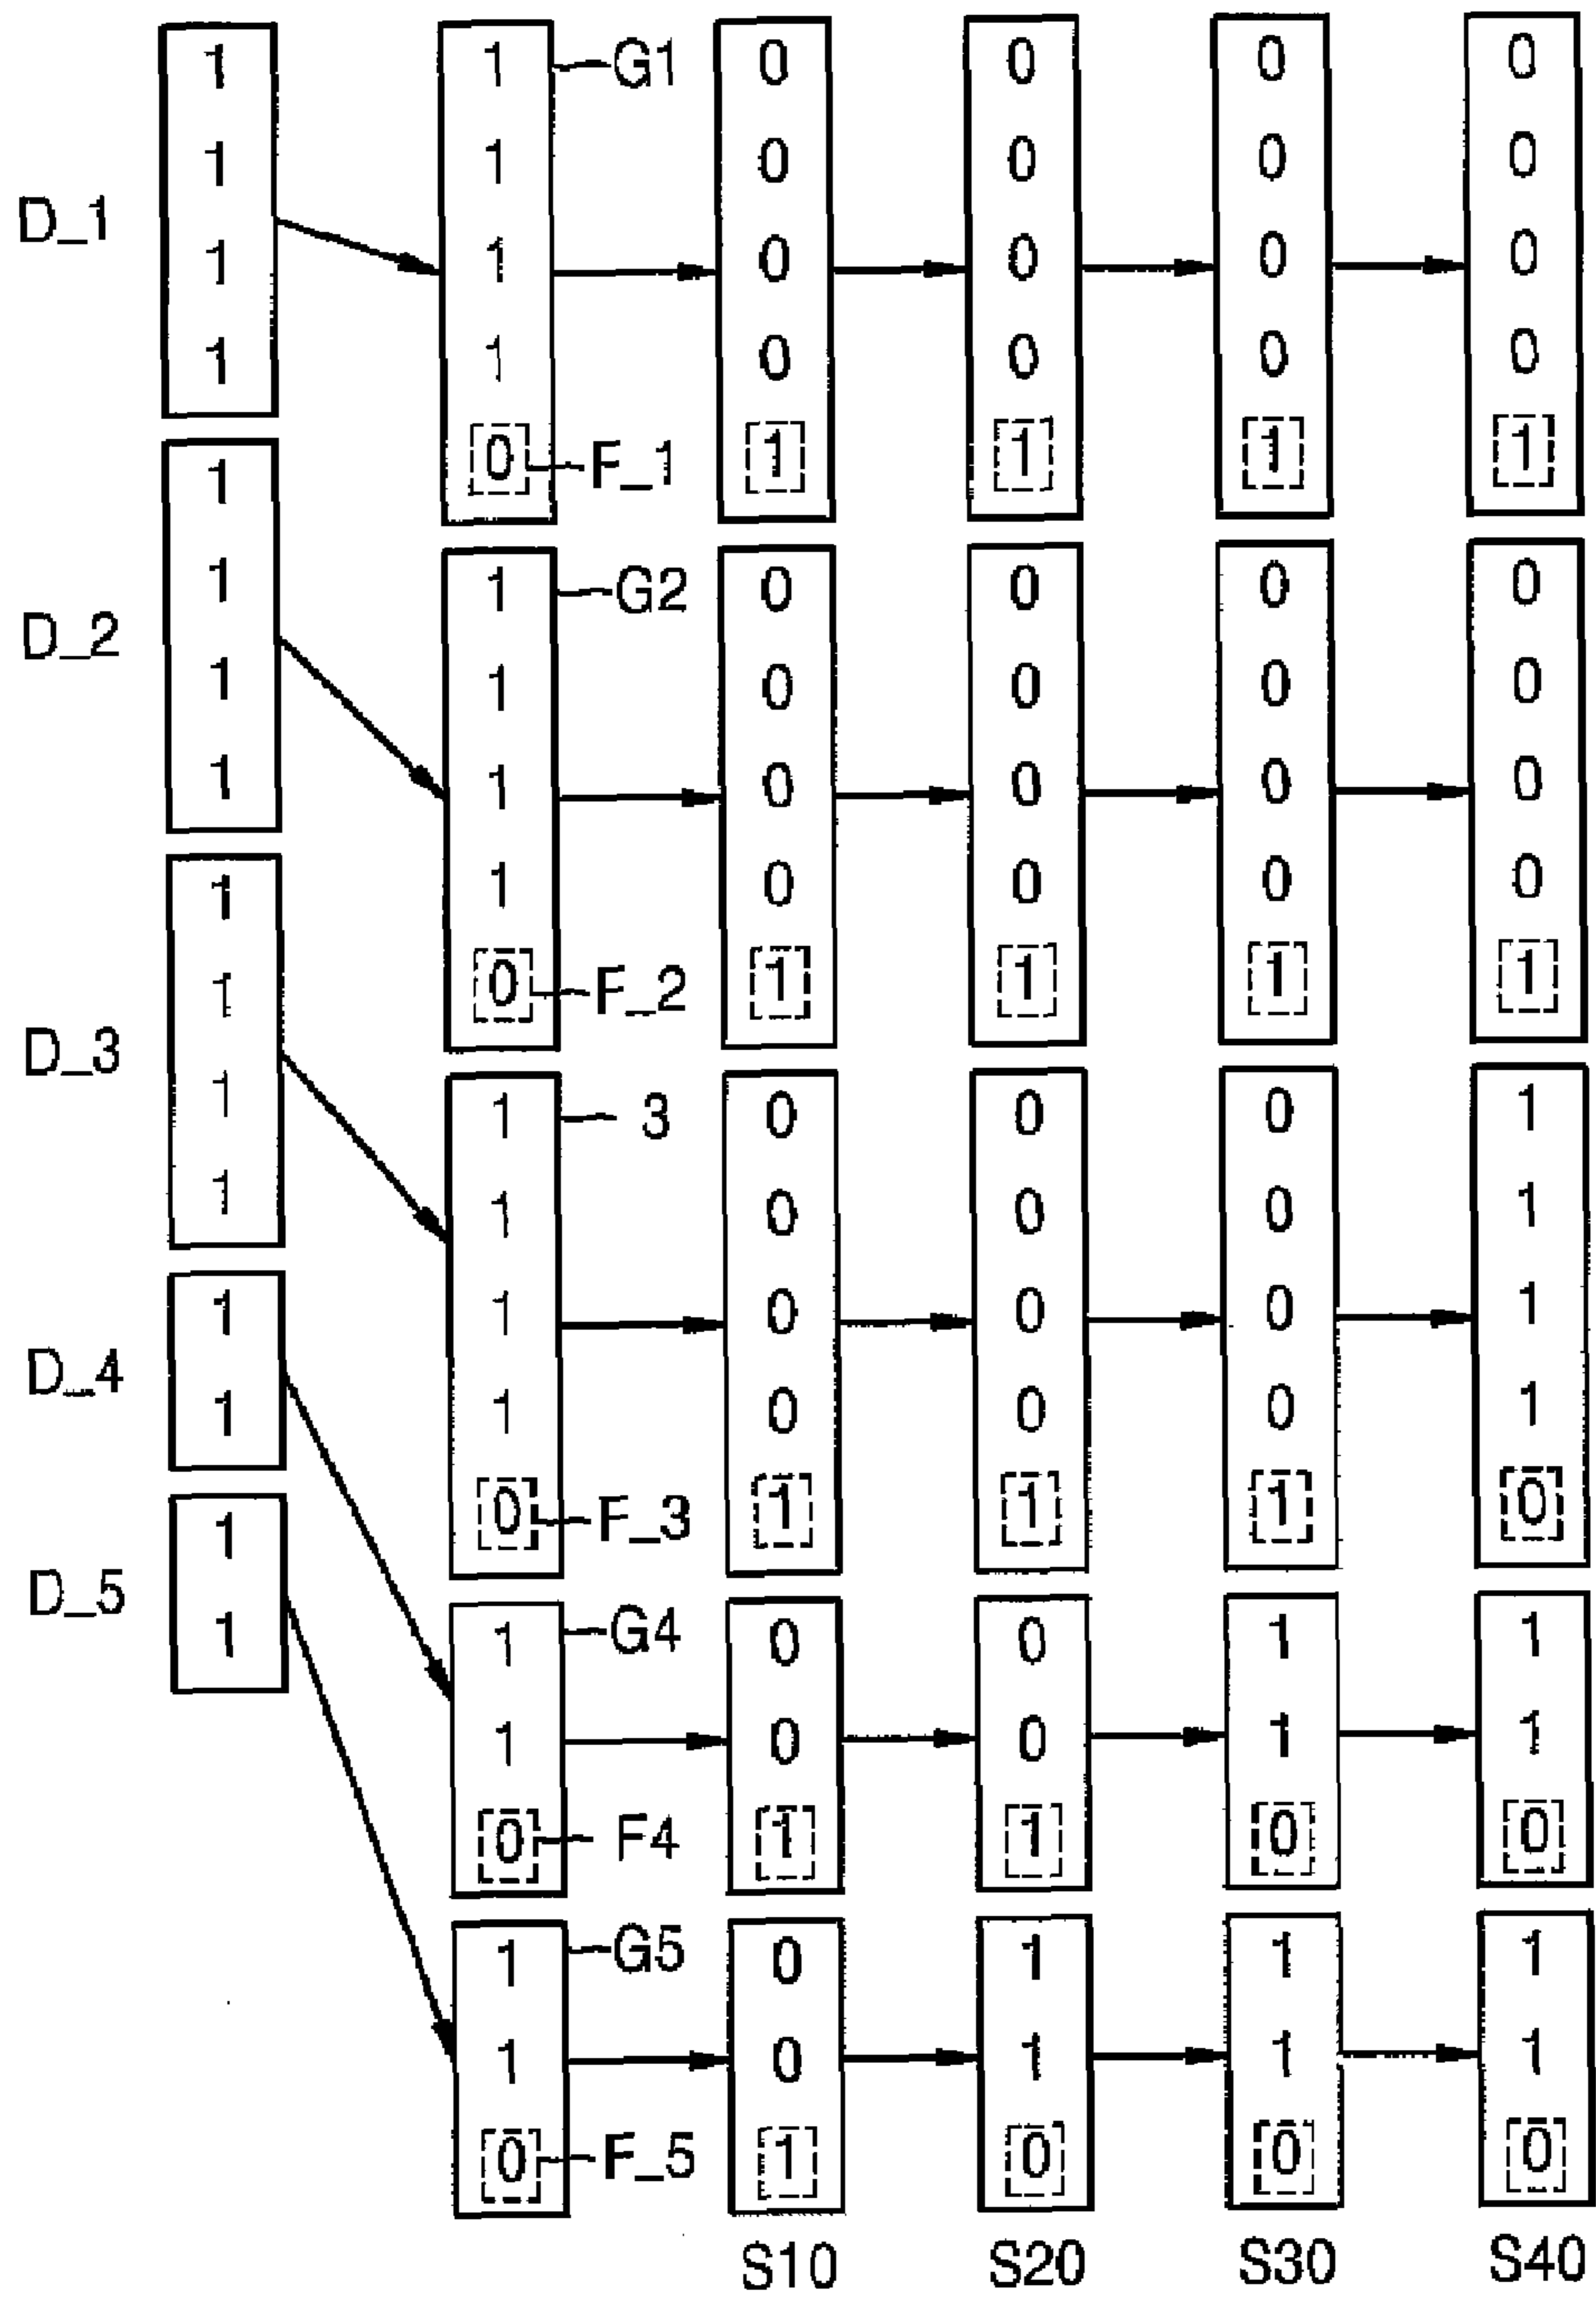 1 1 G1 0 0 0 0
1 1 0 0 0 0
D_1
1 1 0 0 0 0
1 1 0 0 0 0
0 F_1 1 1 1 1
1
1 1 G2 0 0 0 0
D_2
1 1 0 0 0 0
1 1 0 0 0 0
1 1 0 0 0 0
1 0 F_2 1 1 1 1
D_3
1 1 3 0 0 0 1
1 1 0 0 0 1
1 1 0 0 0 1
D_4
1 1 0 0 0 1
1 0 F_3 1 1 1 0
D_5
1 1 G4 0 0 1 1
1 0 0 1 1
0 F4 1 1 0 0
1 G5 0 1 1 1
1 0 1 1 1
0 F_5 1 0 0 0
S10 S20 S30 S40